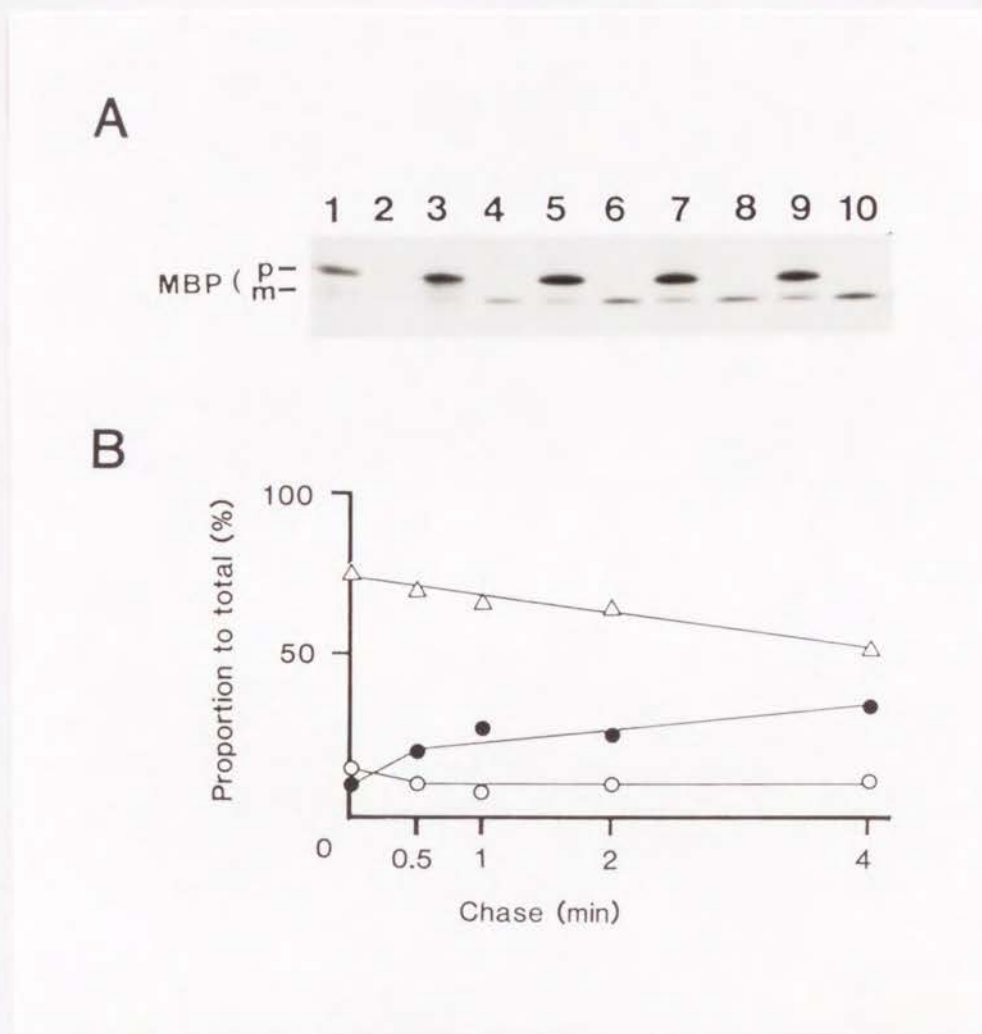 A
1 2 3 4 5 6 7 8 9 10
MBP ( p–
m–
B
Proportion to total (%)
100
50
0
0.5 1 2 4
Chase (min)